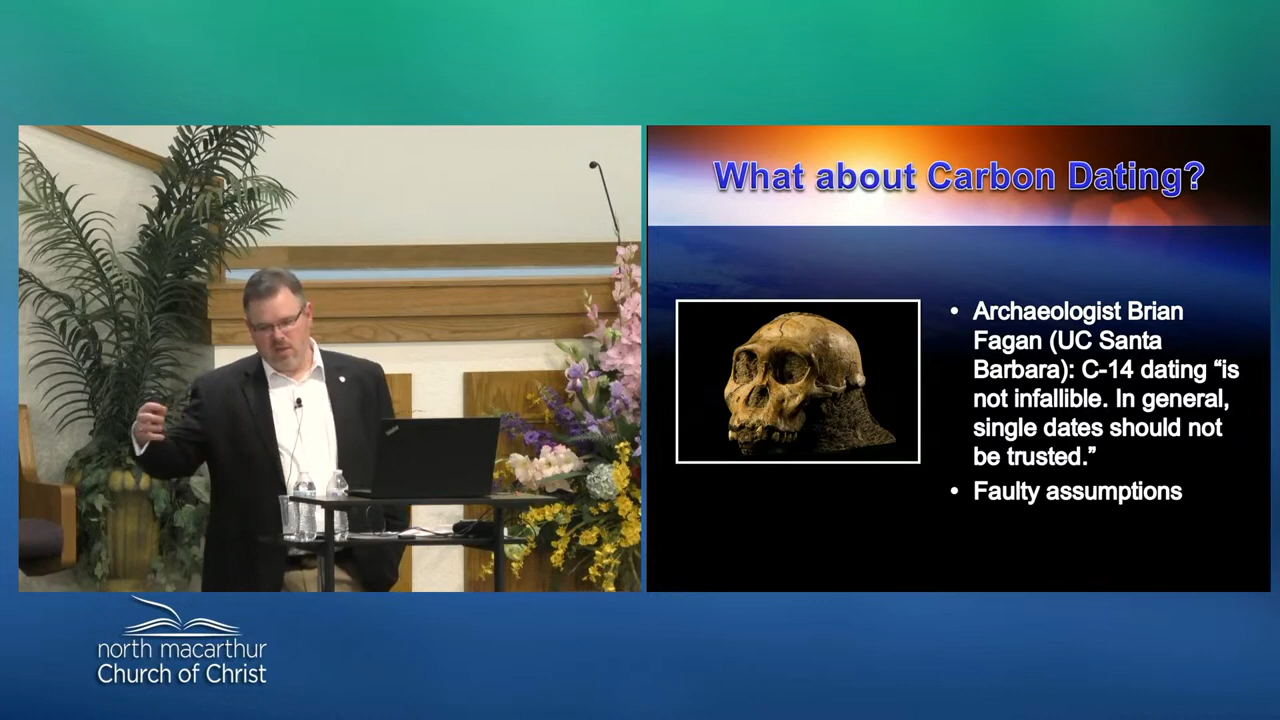 What about Carbon Dating?
• Archaeologist Brian
Fagan (UC Santa
Barbara): C-14 dating “is
not infallible. In general,
single dates should not
be trusted.”
• Faulty assumptions
north macarthur
Church of Christ